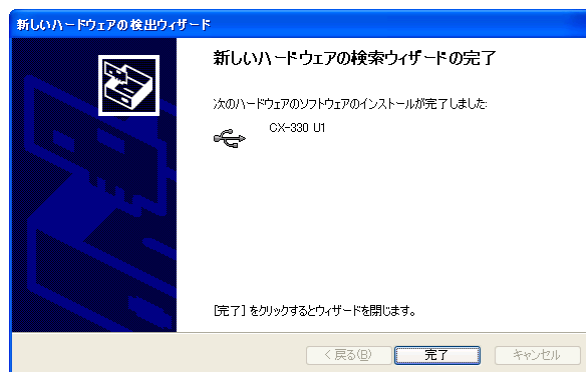 新しいハードウェアの検出ウィザード
新しいハードウェアの検索ウィザードの完了
次のハードウェアのソフトウェアのインストールが完了しました:
CX-330 U1
[完了] をクリックするとウィザードを閉じます。
< 戻る(B)
完了
キャンセル